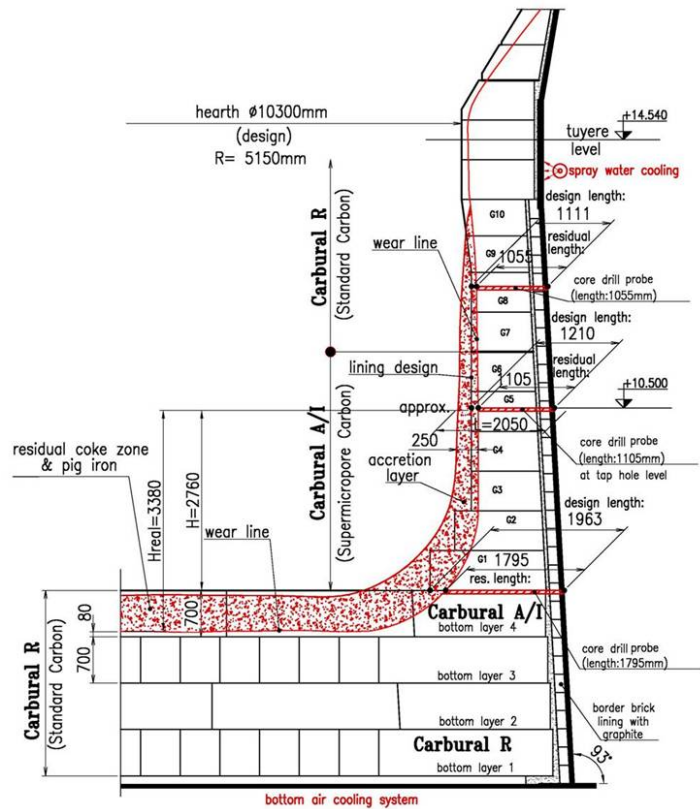 hearth ø10300mm
(design)
R= 5150mm
+14.540
tuyere
level
spray water cooling
design length:
1111
G10
residual
length:
wear line
G9
1055
Carbural R
(Standard Carbon)
core drill probe
(length:1055mm)
G8
design length:
1210
G7
residual
length:
lining design
G6
1105
G5
+10.500
approx.
=2050
residual coke zone
& pig iron
250
core drill probe
(length:1105mm)
at tap hole level
G4
accretion
layer
Hreal=3380
H=2760
Carbural A/I
(Supermicropore Carbon)
G3
design length:
1963
wear line
G2
G1
1795
res. length:
80
700
Carbural A/I
bottom layer 4
700
core drill probe
(length:1795mm)
bottom layer 3
Carbural R
(Standard Carbon)
bottom layer 2
border brick
lining with
graphite
Carbural R
93°
bottom layer 1
bottom air cooling system